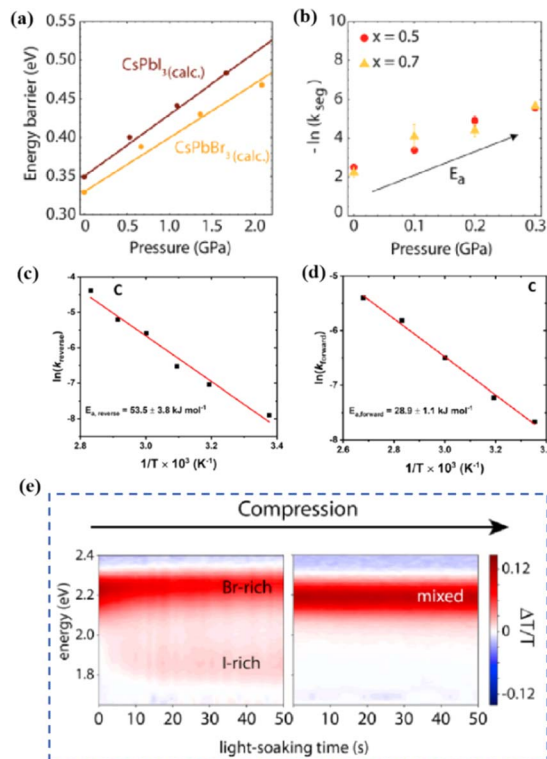 (a)
Energy barrier (eV)
0.55
0.50
0.45
0.40
0.35
0.30
CsPbI3(calc.)
CsPbBr3(calc.)
0 0.5 1.0 1.5 2.0
Pressure (GPa)
(b)
- ln (k seg)
10
8
6
4
2
0
x = 0.5
x = 0.7
Ea
0 0.1 0.2 0.3
Pressure (GPa)
(c)
C
ln(kreverse)
-4
-5
-6
-7
-8
Ea, reverse = 53.5 ± 3.8 kJ mol-1
2.8 3.0 3.2 3.4
1/T × 10³ (K-1)
(d)
C
ln(kforward)
-5
-6
-7
-8
Ea,forward = 28.9 ± 1.1 kJ mol-1
2.6 2.8 3.0 3.2 3.4
1/T × 10³ (K-1)
(e)
Compression
energy (eV)
2.4
2.2
2.0
1.8
Br-rich
I-rich
mixed
0 10 20 30 40 50
0 10 20 30 40 50
light-soaking time (s)
0.12
0
-0.12
ΔT/T